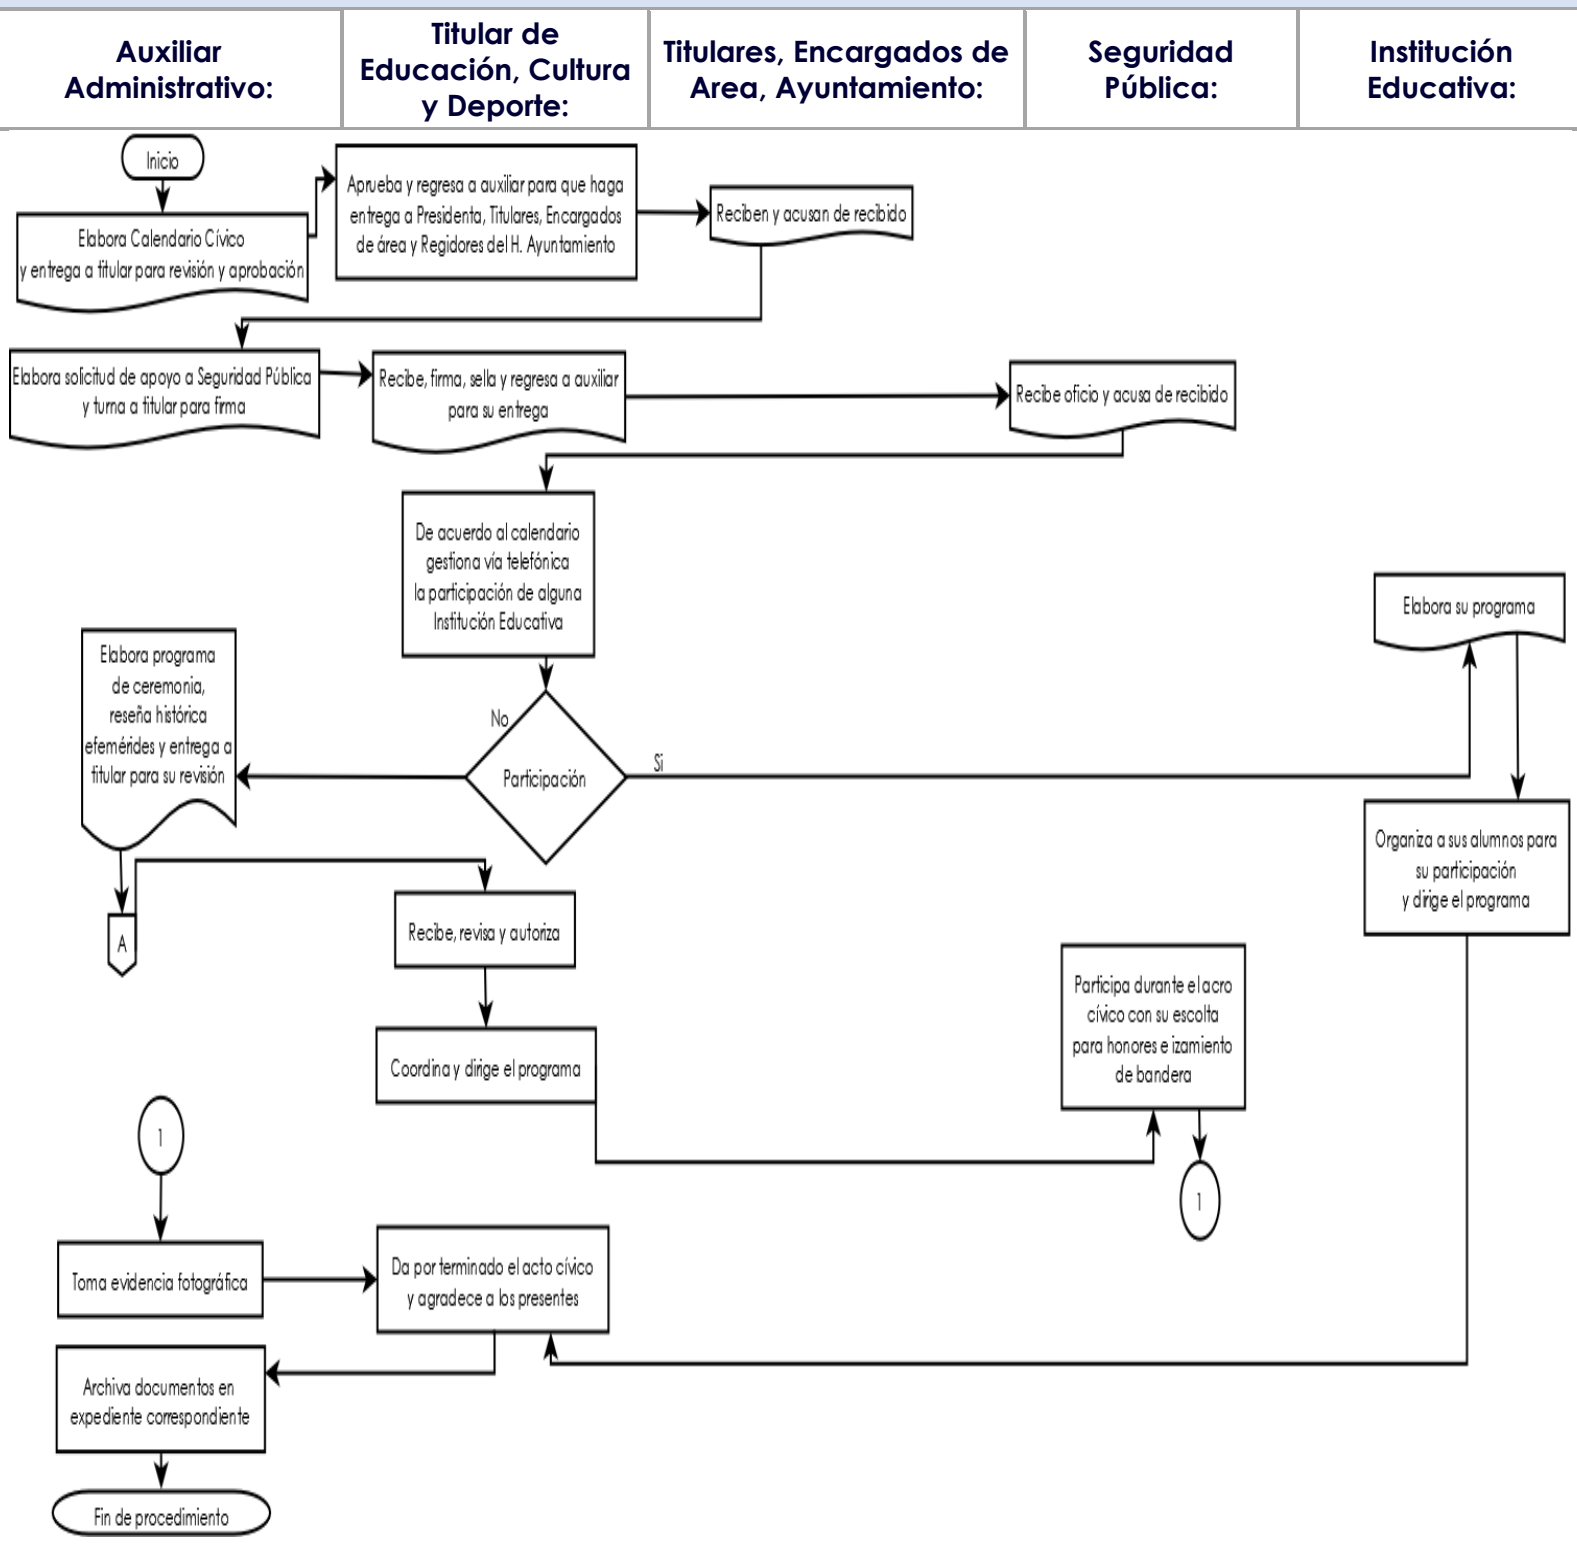 Auxiliar
Administrativo:
Titular de
Educación, Cultura
y Deporte:
Titulares, Encargados de
Area, Ayuntamiento:
Seguridad
Pública:
Institución
Educativa:
Inicio
Elabora Calendario Cívico
y entrega a titular para revisión y aprobación
Aprueba y regresa a auxiliar para que haga
entrega a Presidenta, Titulares, Encargados
de área y Regidores del H. Ayuntamiento
Reciben y acusan de recibido
Elabora solicitud de apoyo a Seguridad Pública
y turna a titular para firma
Recibe, firma, sella y regresa a auxiliar
para su entrega
Recibe oficio y acusa de recibido
De acuerdo al calendario
gestiona vía telefónica
la participación de alguna
Institución Educativa
Elabora su programa
Elabora programa
de ceremonia,
reseña histórica
efemérides y entrega a
titular para su revisión
No
Participación
Si
Organiza a sus alumnos para
su participación
y dirige el programa
A
Recibe, revisa y autoriza
Coordina y dirige el programa
Participa durante el acro
cívico con su escolta
para honores e izamiento
de bandera
1
1
Toma evidencia fotográfica
Da por terminado el acto cívico
y agradece a los presentes
Archiva documentos en
expediente correspondiente
Fin de procedimiento